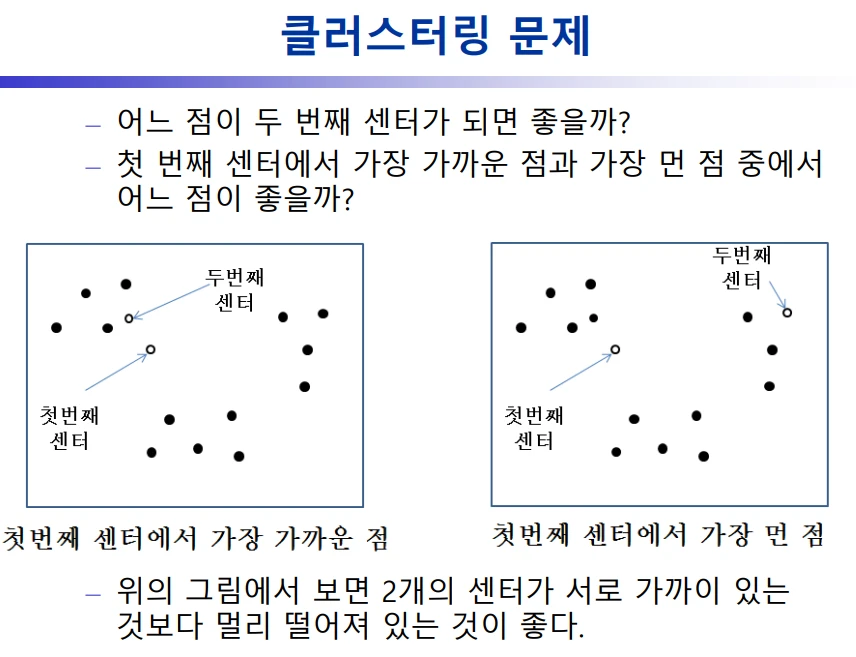 클러스터링 문제
– 어느 점이 두 번째 센터가 되면 좋을까?
– 첫 번째 센터에서 가장 가까운 점과 가장 먼 점 중에서
어느 점이 좋을까?
두번째
센터
첫번째
센터
첫번째 센터에서 가장 가까운 점
두번째
센터
첫번째
센터
첫번째 센터에서 가장 먼 점
– 위의 그림에서 보면 2개의 센터가 서로 가까이 있는
것보다 멀리 떨어져 있는 것이 좋다.